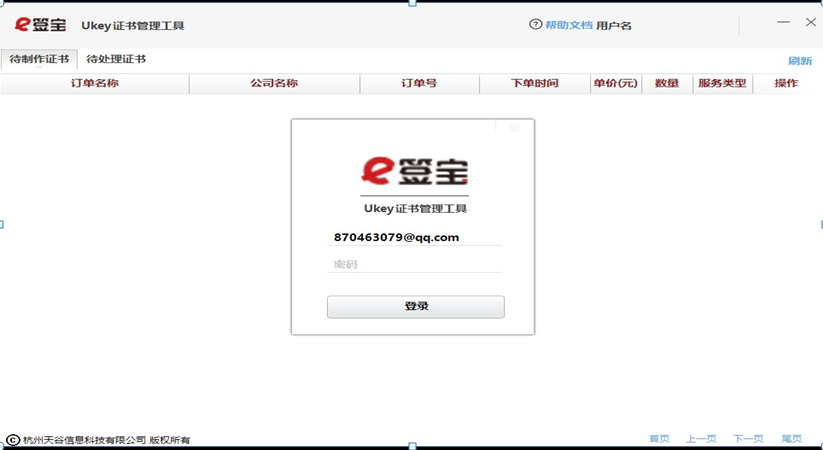 e签宝 Ukey证书管理工具 ? 帮助文档 用户名
待制作证书 待处理证书 刷新
订单名称 公司名称 订单号 下单时间 单价(元) 数量 服务类型 操作
e签宝
Ukey证书管理工具
870463079@qq.com
密码
登录
© 杭州天谷信息科技有限公司 版权所有 首页 上一页 下一页 尾页